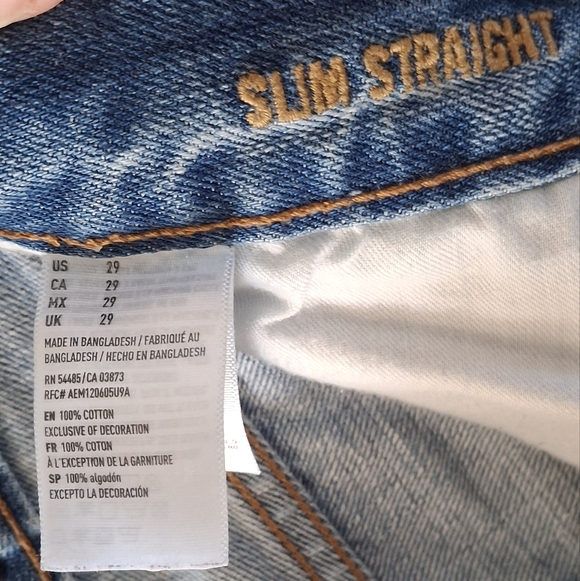 SLIM STRAIGHT
US 29
CA 29
MX 29
UK 29
MADE IN BANGLADESH / FABRIQUÉ AU
BANGLADESH / HECHO EN BANGLADESH
RN 54485 / CA 03873
RFC# AEM120605U9A
EN 100% COTTON
EXCLUSIVE OF DECORATION
FR 100% COTON
À L'EXCEPTION DE LA GARNITURE
SP 100% algodón
EXCEPTO LA DECORACIÓN